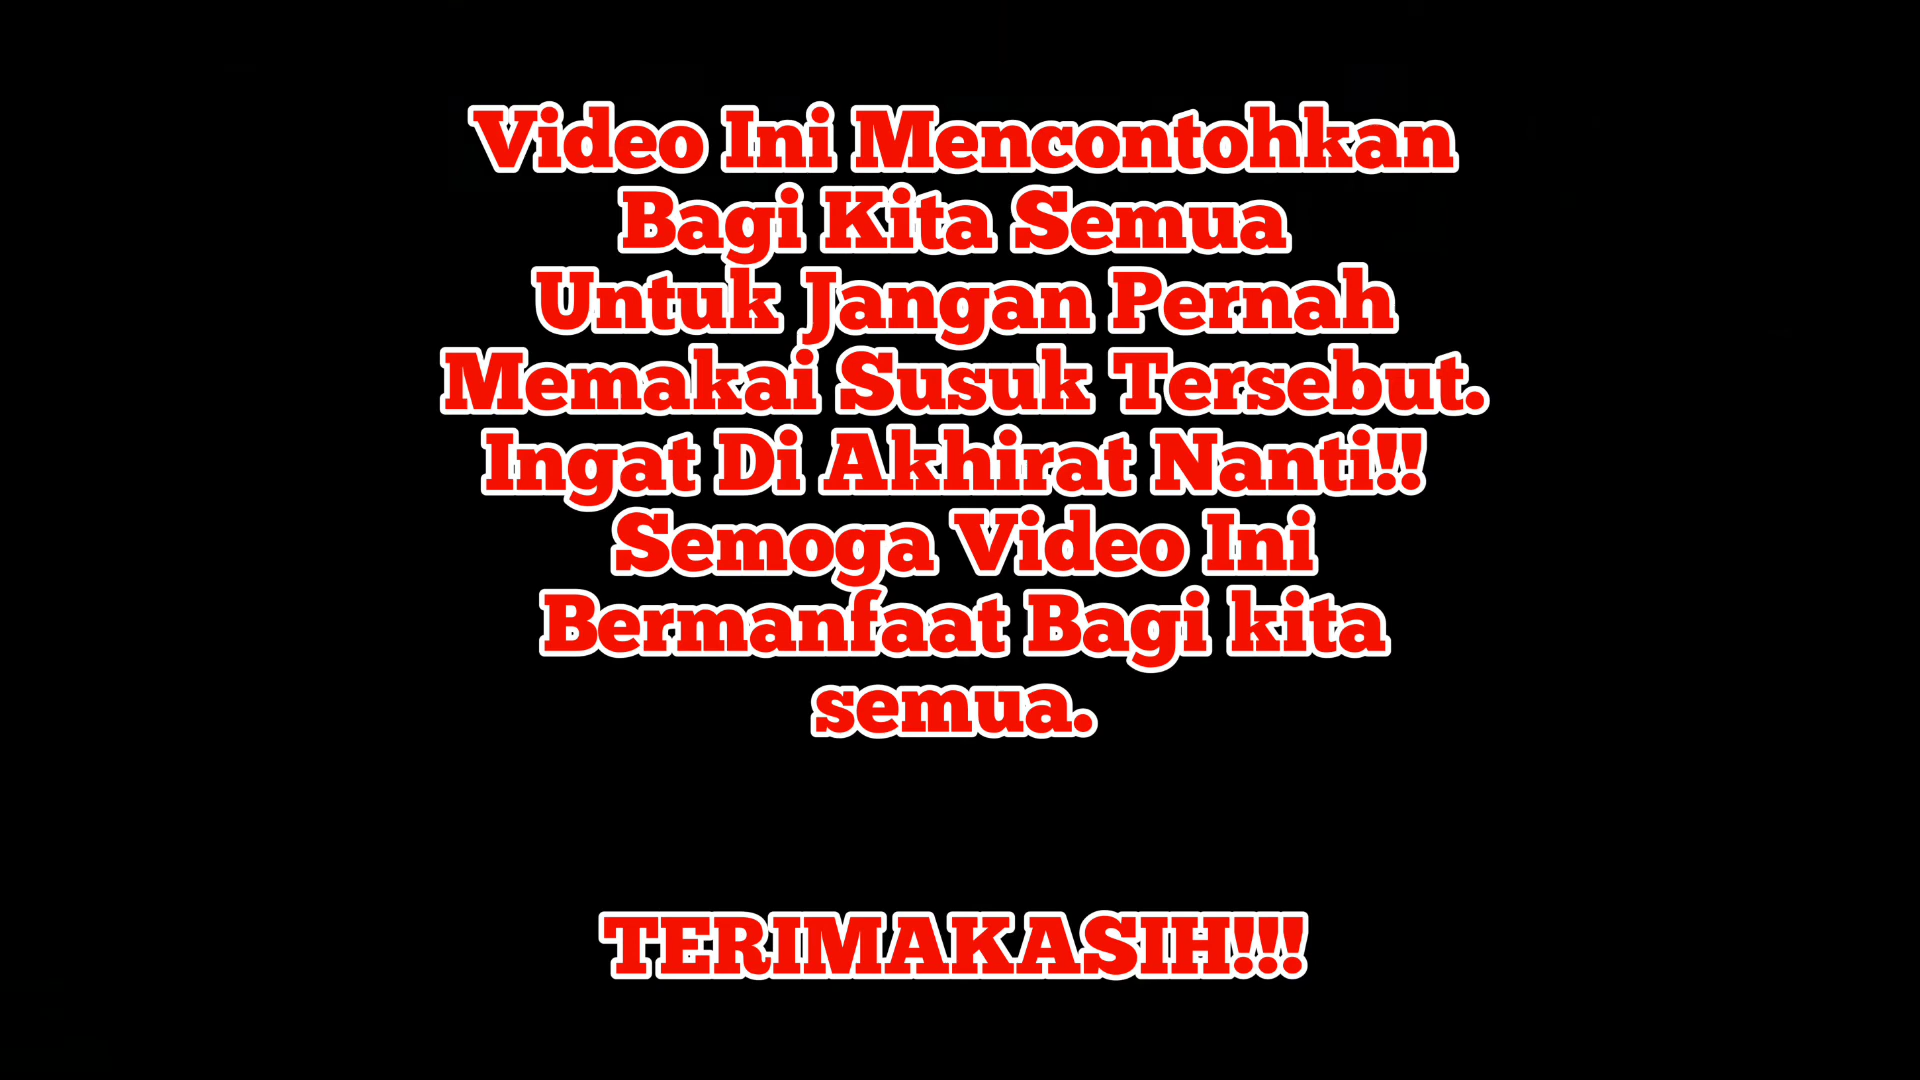 Video Ini Mencontohkan
Bagi Kita Semua
Untuk Jangan Pernah
Memakai Susuk Tersebut.
Ingat Di Akhirat Nanti!!
Semoga Video Ini
Bermanfaat Bagi kita
semua.
TERIMAKASIH!!!